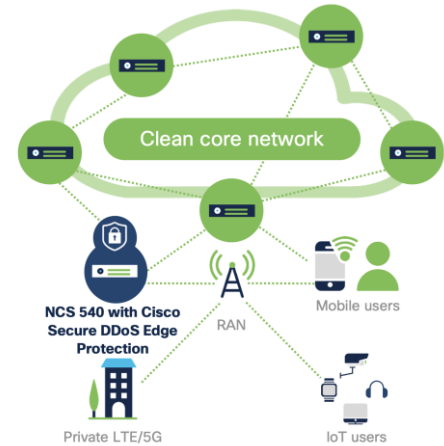 Clean core network
NCS 540 with Cisco
Secure DDoS Edge
Protection
RAN
Mobile users
Private LTE/5G
IoT users